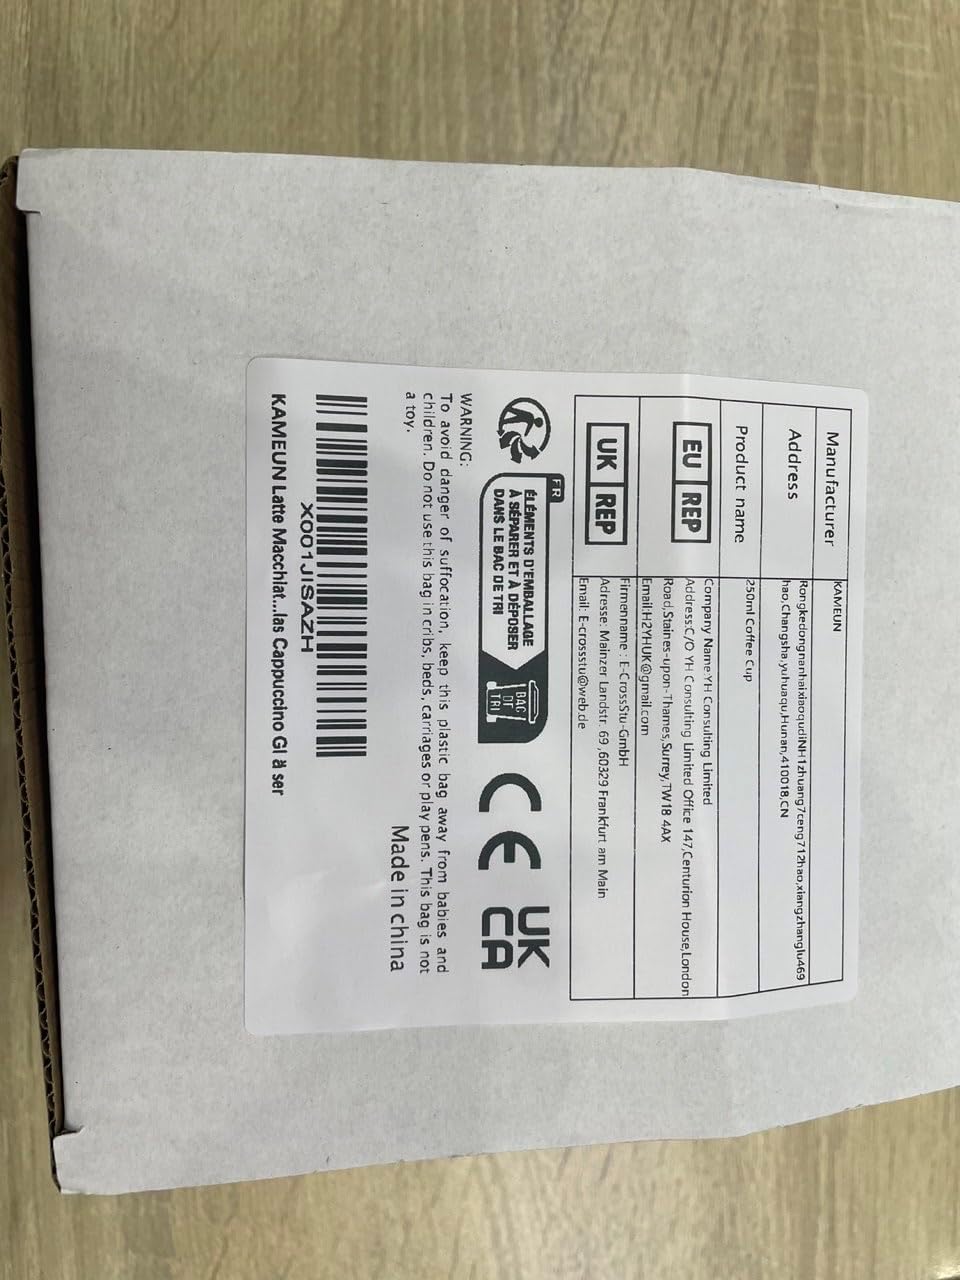 Manufacturer KAMEUN
Address Rongkedongnanhaixiaoqudi​NH1zhuang7ceng712hao,xiangzhanglu469
hao,Changsha,yuhuaqu,Hunan,410018,CN
Product name 250ml Coffee Cup
EU REP
Company Name:YH Consulting Limited
Address:C/O YH Consulting Limited Office 147,Centurion House,London
Road,Staines-upon-Thames,Surrey,TW18 4AX
Email:H2YHUK@gmail.com
UK REP
Firmenname : E-CrossStu-GmbH
Adresse: Mainzer Landstr. 69,60329 Frankfurt am Main
Email: E-crossstu@web.de
FR
ÉLÉMENTS D'EMBALLAGE
À SÉPARER ET À DÉPOSER
DANS LE BAC DE TRI
BAC
DE
TRI
CE
UK
CA
WARNING:
To avoid danger of suffocation, keep this plastic bag away from babies and
children. Do not use this bag in cribs, beds, carriages or play pens. This bag is not
a toy.
Made in china
X001JISAZH
KAMEUN Latte Macchiat...las Cappuccino Gl ä ser